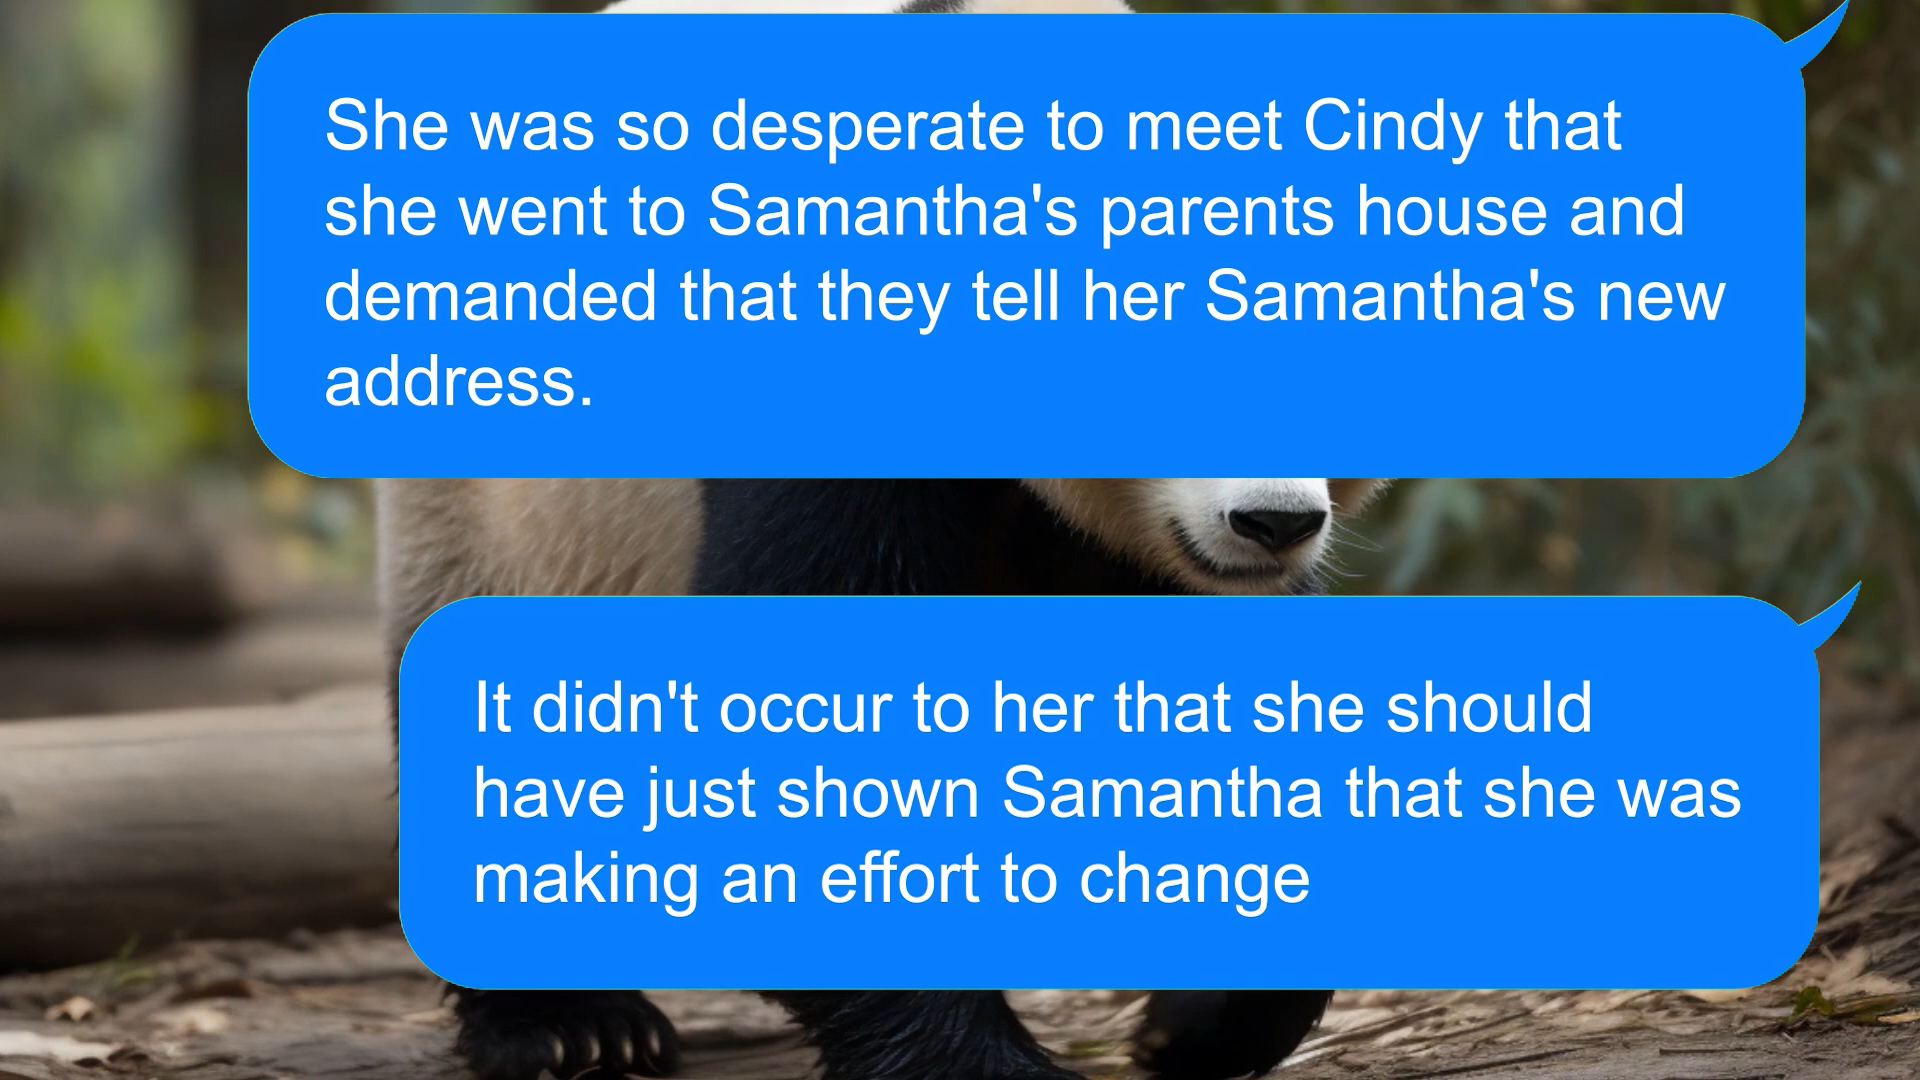 She was so desperate to meet Cindy that
she went to Samantha's parents house and
demanded that they tell her Samantha's new
address.
It didn't occur to her that she should
have just shown Samantha that she was
making an effort to change